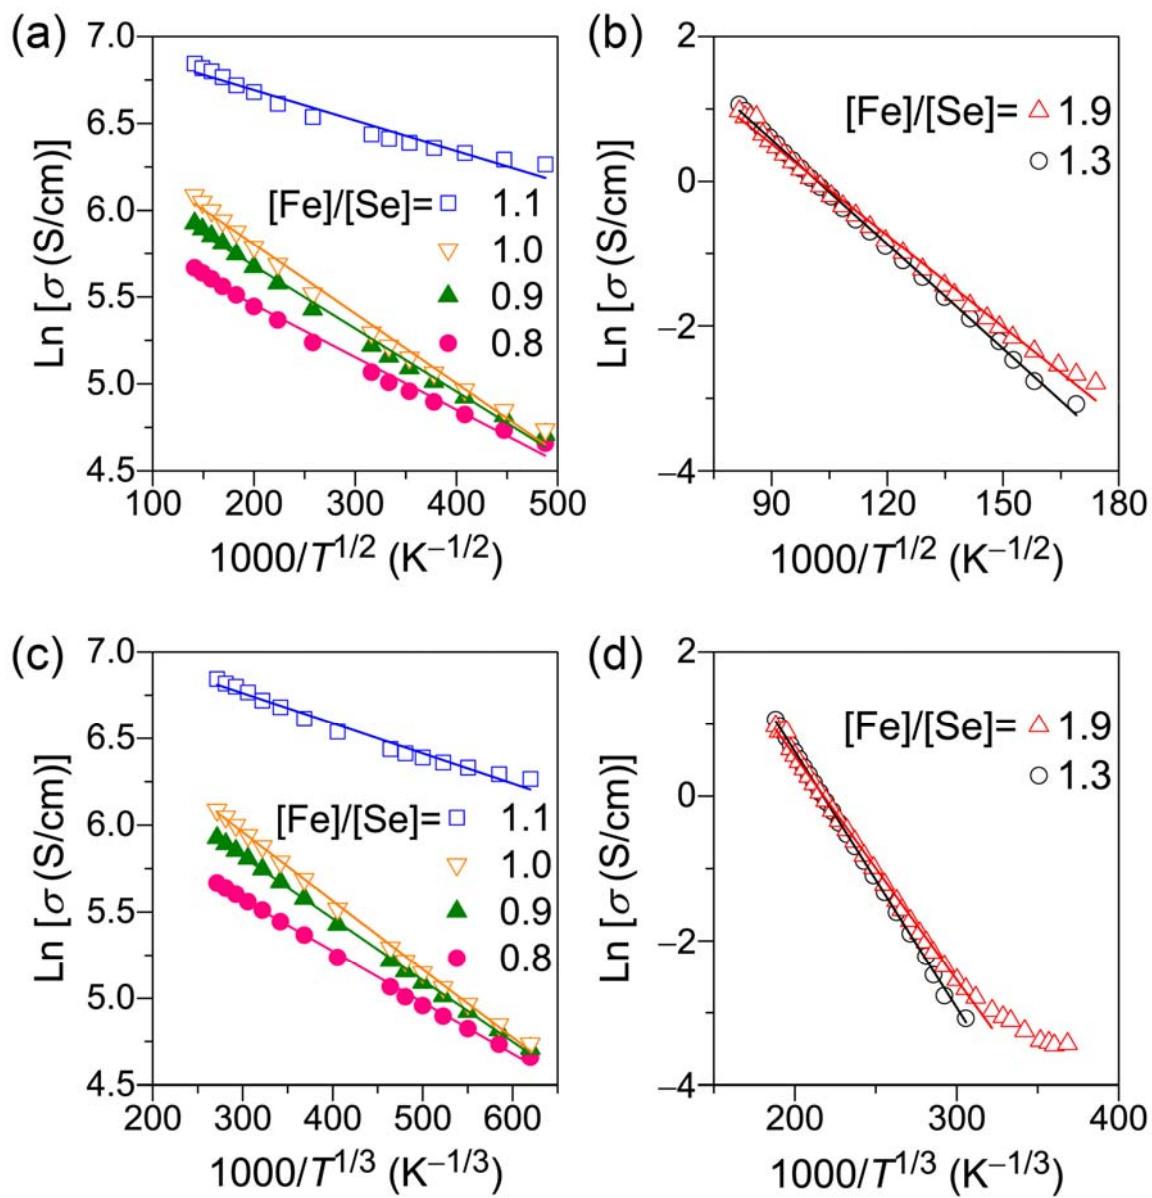 (a)
7.0
6.5
6.0
5.5
5.0
4.5
Ln [σ (S/cm)]
[Fe]/[Se]= 1.1
1.0
0.9
0.8
100 200 300 400 500
1000/T^1/2 (K^−1/2)
(b)
2
0
−2
−4
Ln [σ (S/cm)]
[Fe]/[Se]= 1.9
1.3
90 120 150 180
1000/T^1/2 (K^−1/2)
(c)
7.0
6.5
6.0
5.5
5.0
4.5
Ln [σ (S/cm)]
[Fe]/[Se]= 1.1
1.0
0.9
0.8
200 300 400 500 600
1000/T^1/3 (K^−1/3)
(d)
2
0
−2
−4
Ln [σ (S/cm)]
[Fe]/[Se]= 1.9
1.3
200 300 400
1000/T^1/3 (K^−1/3)